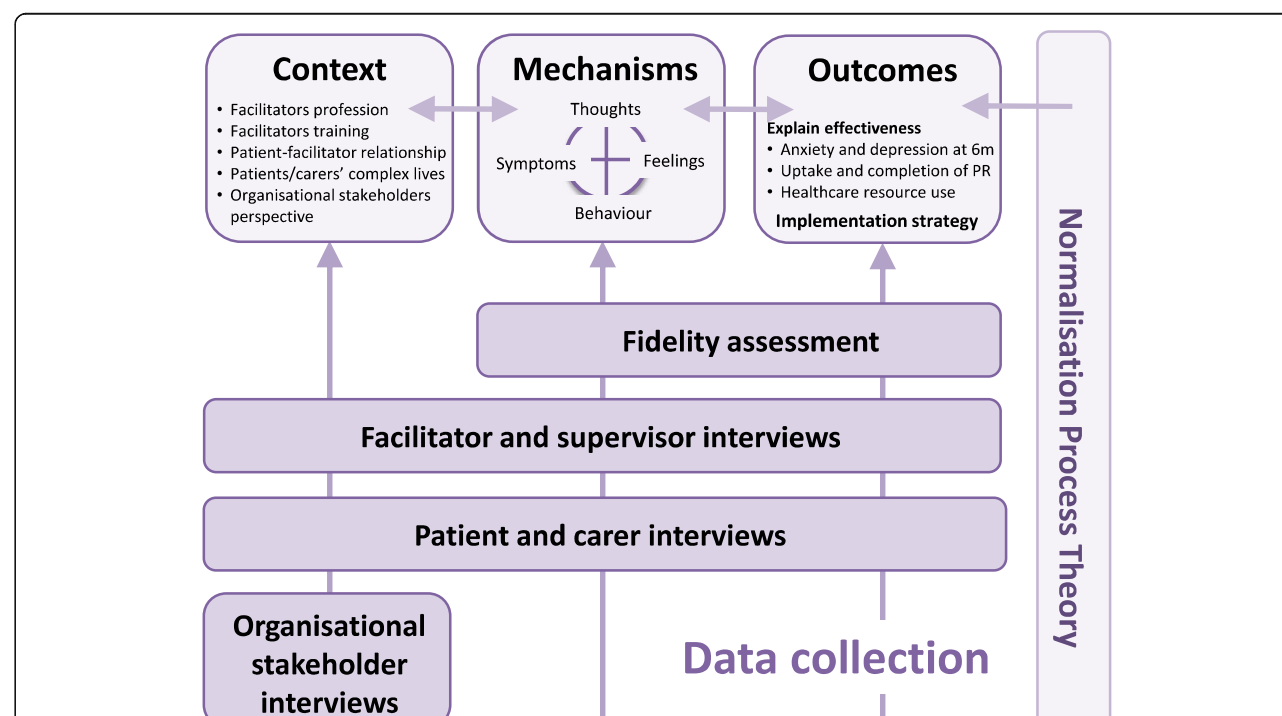 Context
• Facilitators profession
• Facilitators training
• Patient-facilitator relationship
• Patients/carers’ complex lives
• Organisational stakeholders
perspective
Mechanisms
Thoughts
Symptoms
Feelings
Behaviour
Outcomes
Explain effectiveness
• Anxiety and depression at 6m
• Uptake and completion of PR
• Healthcare resource use
Implementation strategy
Normalisation Process Theory
Fidelity assessment
Facilitator and supervisor interviews
Patient and carer interviews
Organisational
stakeholder
interviews
Data collection